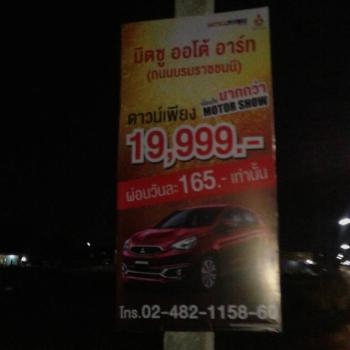 มิตซู ออโต้ อาร์ท
(ถนนบรมราชชนนี)
มากกว่า
ดาวน์เพียง MOTOR SHOW
19,999.-
ผ่อนวันละ 165.- เท่านั้น
โทร.02-482-1158-60